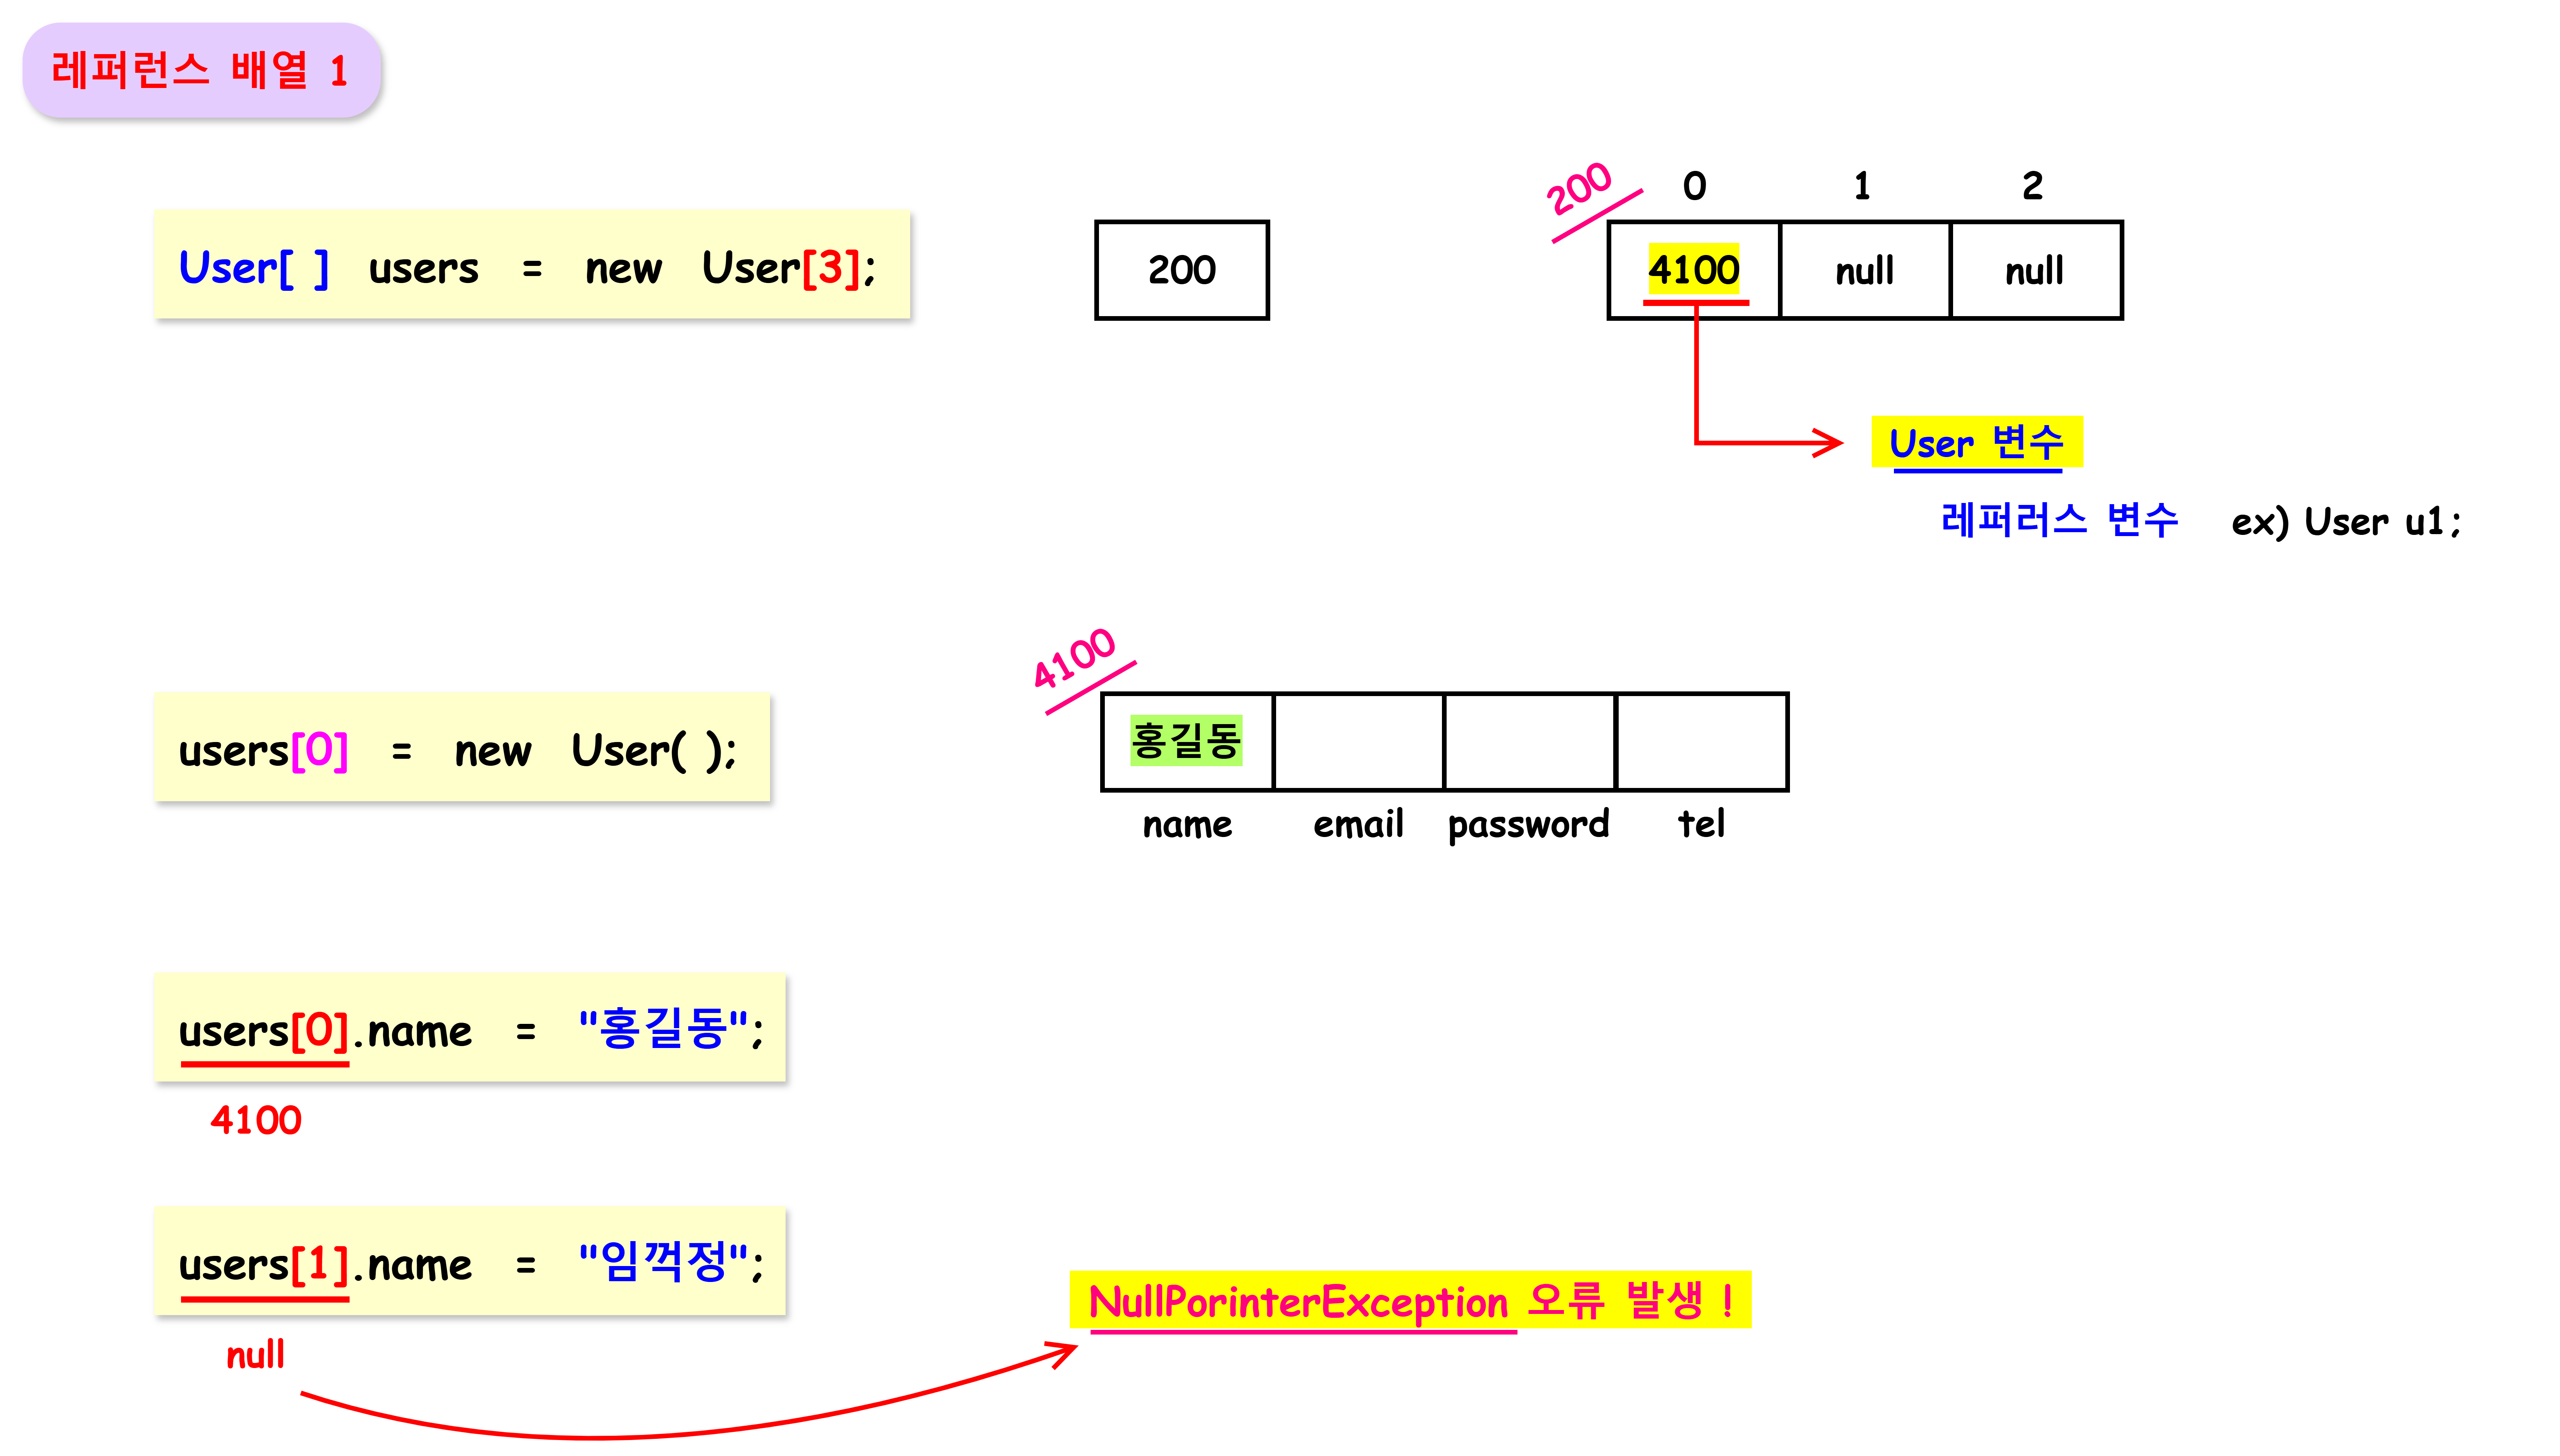 레퍼런스 배열 1
200
0 1 2
User[ ] users = new User[3];
200
4100 null null
User 변수
레퍼러스 변수 ex) User u1;
4100
users[0] = new User( );
홍길동
name email password tel
users[0].name = "홍길동";
4100
users[1].name = "임꺽정";
null
NullPorinterException 오류 발생 !